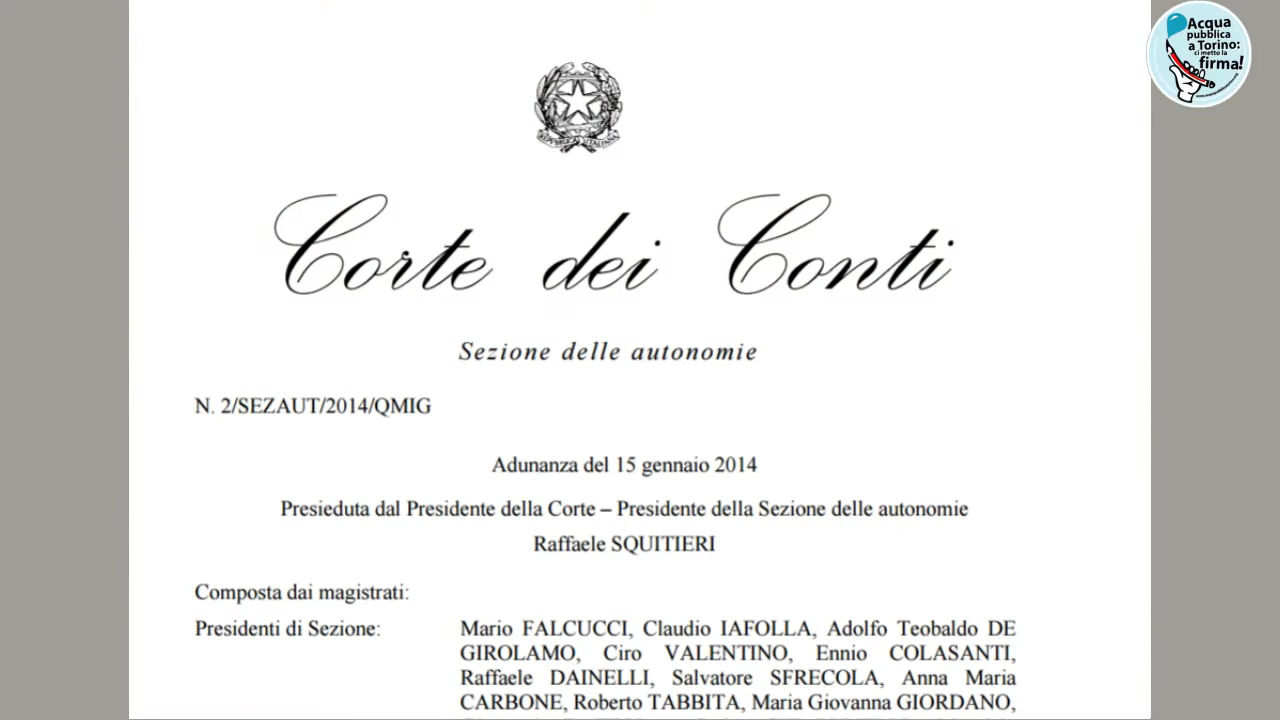 Acqua
pubblica
a Torino:
ci metto la
firma!
REPVBBLICA ITALIANA
Corte dei Conti
Sezione delle autonomie
N. 2/SEZAUT/2014/QMIG
Adunanza del 15 gennaio 2014
Presieduta dal Presidente della Corte – Presidente della Sezione delle autonomie
Raffaele SQUITIERI
Composta dai magistrati:
Presidenti di Sezione: Mario FALCUCCI, Claudio IAFOLLA, Adolfo Teobaldo DE
GIROLAMO, Ciro VALENTINO, Ennio COLASANTI,
Raffaele DAINELLI, Salvatore SFRECOLA, Anna Maria
CARBONE, Roberto TABBITA, Maria Giovanna GIORDANO,